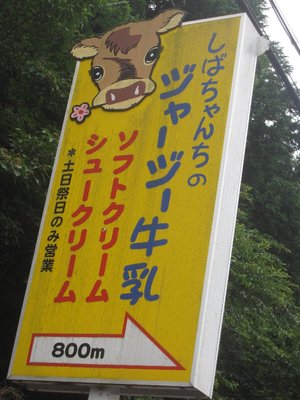 しばちゃんちの
ジャージー牛乳
ソフトクリーム
シュークリーム
＊土日祭日のみ営業
800m